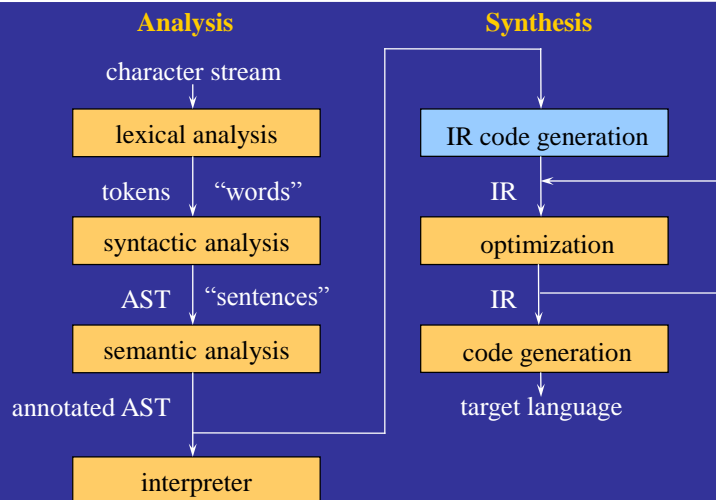 Analysis
character stream
lexical analysis
tokens “words”
syntactic analysis
AST “sentences”
semantic analysis
annotated AST
interpreter
Synthesis
IR code generation
IR
optimization
IR
code generation
target language